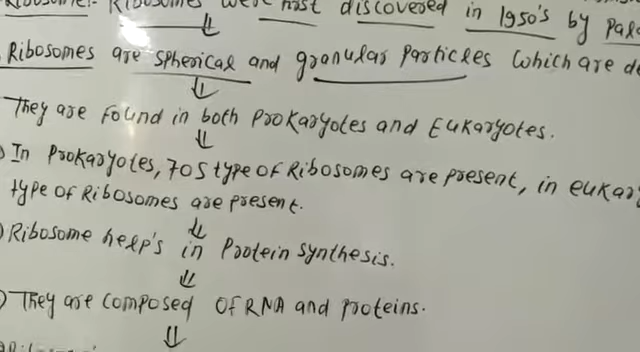 Ribosomes were first discovered in 1950's by
Ribosomes are spherical and granular particles which are
They are found in both Prokaryotes and Eukaryotes.
In Prokaryotes, 70S type of Ribosomes are present, in
type of Ribosomes are present.
Ribosome help's in Protein synthesis.
They are composed of RNA and proteins.